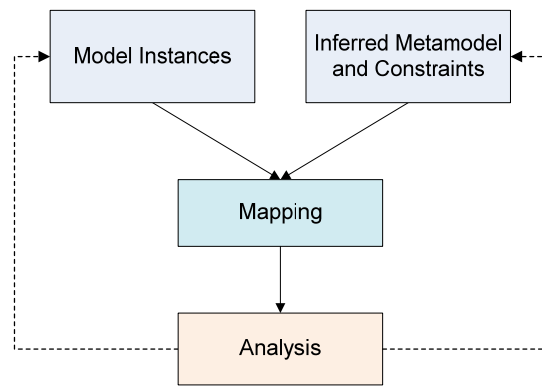 Model Instances
Inferred Metamodel
and Constraints
Mapping
Analysis